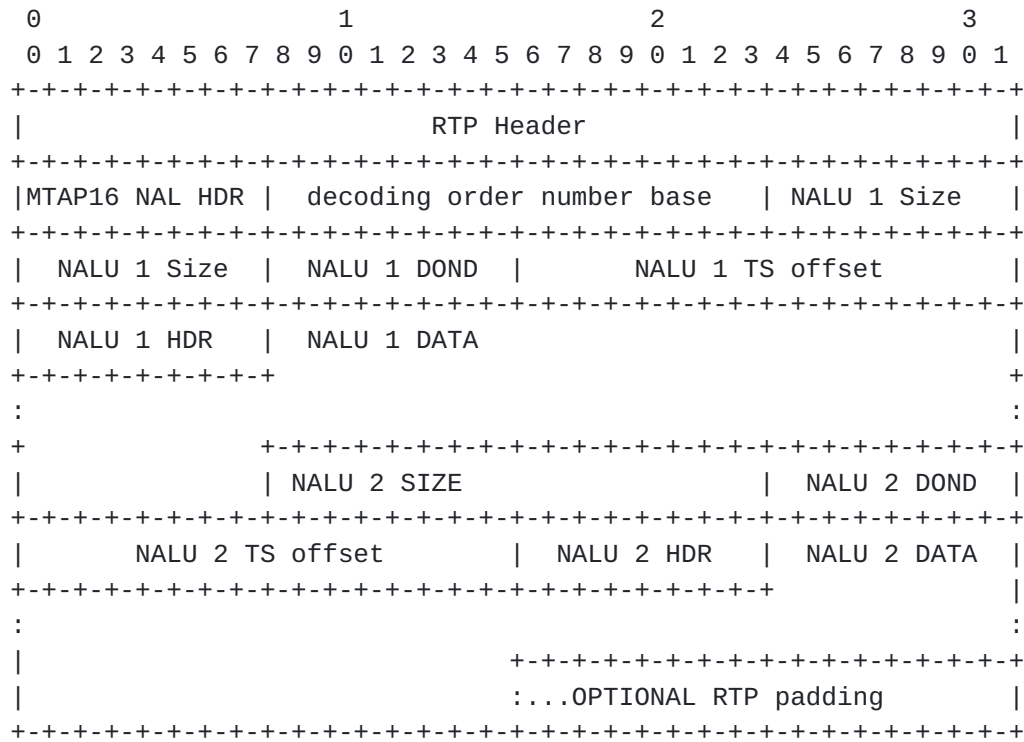 0                   1                   2                   3
 0 1 2 3 4 5 6 7 8 9 0 1 2 3 4 5 6 7 8 9 0 1 2 3 4 5 6 7 8 9 0 1
+-+-+-+-+-+-+-+-+-+-+-+-+-+-+-+-+-+-+-+-+-+-+-+-+-+-+-+-+-+-+-+-+
|                          RTP Header                           |
+-+-+-+-+-+-+-+-+-+-+-+-+-+-+-+-+-+-+-+-+-+-+-+-+-+-+-+-+-+-+-+-+
|MTAP16 NAL HDR |  decoding order number base   | NALU 1 Size   |
+-+-+-+-+-+-+-+-+-+-+-+-+-+-+-+-+-+-+-+-+-+-+-+-+-+-+-+-+-+-+-+-+
|  NALU 1 Size  |  NALU 1 DOND  |       NALU 1 TS offset        |
+-+-+-+-+-+-+-+-+-+-+-+-+-+-+-+-+-+-+-+-+-+-+-+-+-+-+-+-+-+-+-+-+
|  NALU 1 HDR   |  NALU 1 DATA                                  |
+-+-+-+-+-+-+-+-+                                               +
:                                                               :
+               +-+-+-+-+-+-+-+-+-+-+-+-+-+-+-+-+-+-+-+-+-+-+-+-+
|               | NALU 2 SIZE                   |  NALU 2 DOND  |
+-+-+-+-+-+-+-+-+-+-+-+-+-+-+-+-+-+-+-+-+-+-+-+-+-+-+-+-+-+-+-+-+
|       NALU 2 TS offset        |  NALU 2 HDR   |  NALU 2 DATA  |
+-+-+-+-+-+-+-+-+-+-+-+-+-+-+-+-+-+-+-+-+-+-+-+-+               |
:                                                               :
|                               +-+-+-+-+-+-+-+-+-+-+-+-+-+-+-+-+
|                               :...OPTIONAL RTP padding        |
+-+-+-+-+-+-+-+-+-+-+-+-+-+-+-+-+-+-+-+-+-+-+-+-+-+-+-+-+-+-+-+-+